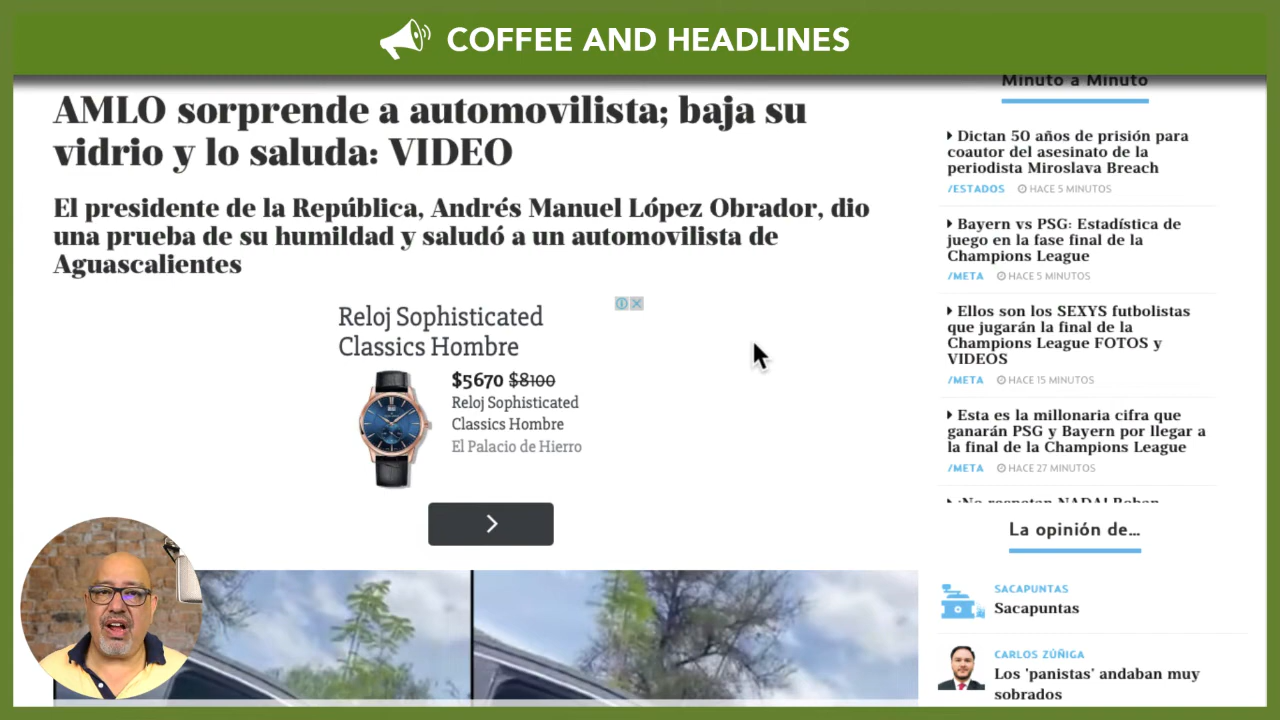 COFFEE AND HEADLINES
AMLO sorprende a automovilista; baja su
vidrio y lo saluda: VIDEO
El presidente de la República, Andrés Manuel López Obrador, dio
una prueba de su humildad y saludó a un automovilista de
Aguascalientes
Reloj Sophisticated
Classics Hombre
$5670 $8100
Reloj Sophisticated
Classics Hombre
El Palacio de Hierro
Minuto a Minuto
Dictan 50 años de prisión para
coautor del asesinato de la
periodista Miroslava Breach
/ESTADOS HACE 5 MINUTOS
Bayern vs PSG: Estadística de
juego en la fase final de la
Champions League
/META HACE 5 MINUTOS
Ellos son los SEXYS futbolistas
que jugarán la final de la
Champions League FOTOS y
VIDEOS
/META HACE 15 MINUTOS
Esta es la millonaria cifra que
ganarán PSG y Bayern por llegar a
la final de la Champions League
/META HACE 27 MINUTOS
¡No respetan NADA! Roban
La opinión de...
SACAPUNTAS
Sacapuntas
CARLOS ZÚÑIGA
Los 'panistas' andaban muy
sobrados